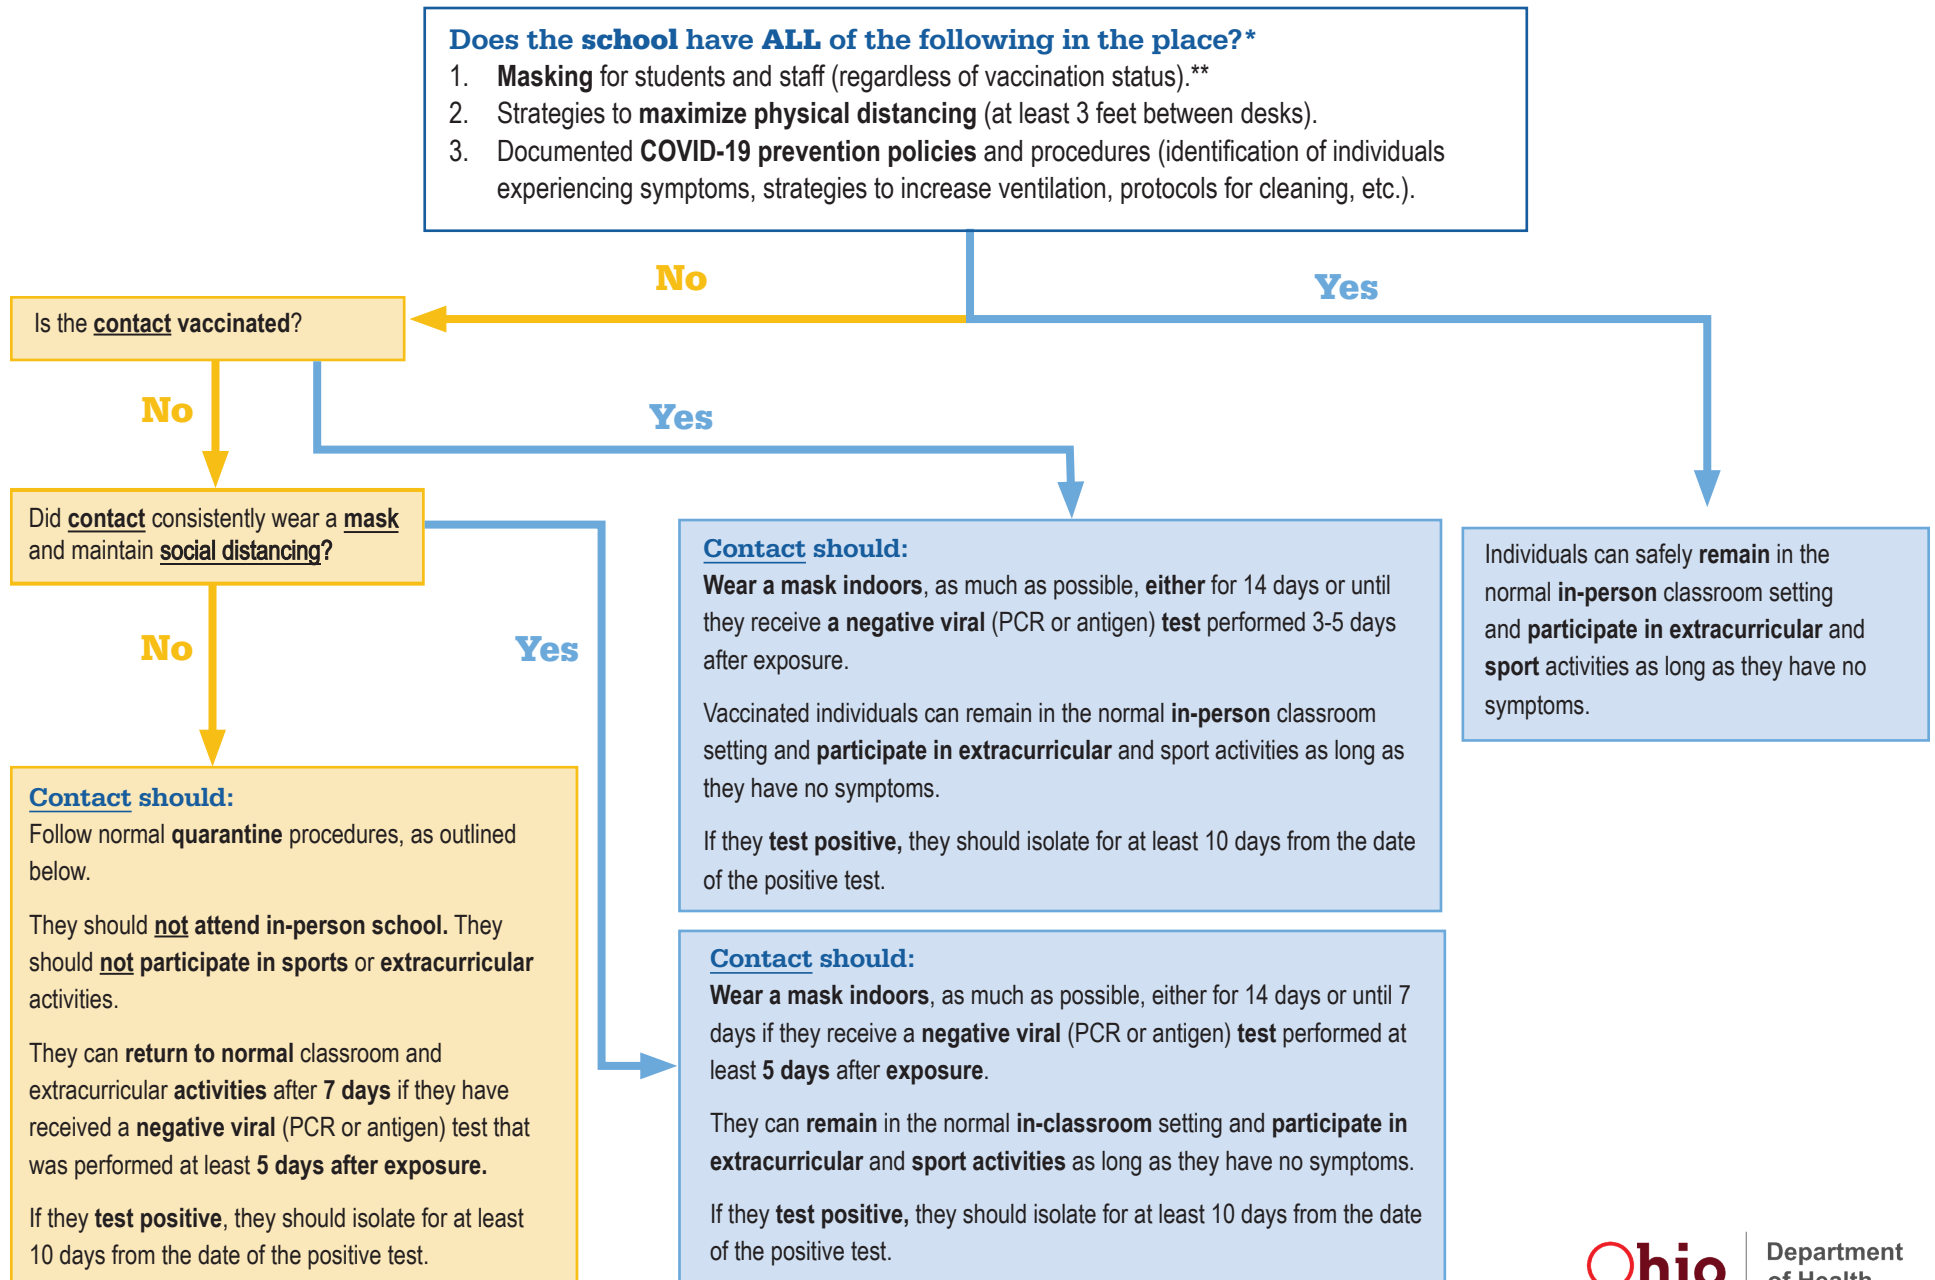 Does the school have ALL of the following in the place?*
1. Masking for students and staff (regardless of vaccination status).**
2. Strategies to maximize physical distancing (at least 3 feet between desks).
3. Documented COVID-19 prevention policies and procedures (identification of individuals
experiencing symptoms, strategies to increase ventilation, protocols for cleaning, etc.).
No
Yes
Is the contact vaccinated?
No
Yes
Did contact consistently wear a mask
and maintain social distancing?
No
Yes
Contact should:
Wear a mask indoors, as much as possible, either for 14 days or until
they receive a negative viral (PCR or antigen) test performed 3-5 days
after exposure.
Vaccinated individuals can remain in the normal in-person classroom
setting and participate in extracurricular and sport activities as long as
they have no symptoms.
If they test positive, they should isolate for at least 10 days from the date
of the positive test.
Individuals can safely remain in the
normal in-person classroom setting
and participate in extracurricular and
sport activities as long as they have no
symptoms.
Contact should:
Follow normal quarantine procedures, as outlined
below.
They should not attend in-person school. They
should not participate in sports or extracurricular
activities.
They can return to normal classroom and
extracurricular activities after 7 days if they have
received a negative viral (PCR or antigen) test that
was performed at least 5 days after exposure.
If they test positive, they should isolate for at least
10 days from the date of the positive test.
Contact should:
Wear a mask indoors, as much as possible, either for 14 days or until 7
days if they receive a negative viral (PCR or antigen) test performed at
least 5 days after exposure.
They can remain in the normal in-classroom setting and participate in
extracurricular and sport activities as long as they have no symptoms.
If they test positive, they should isolate for at least 10 days from the date
of the positive test.
Ohio
Department
of Health